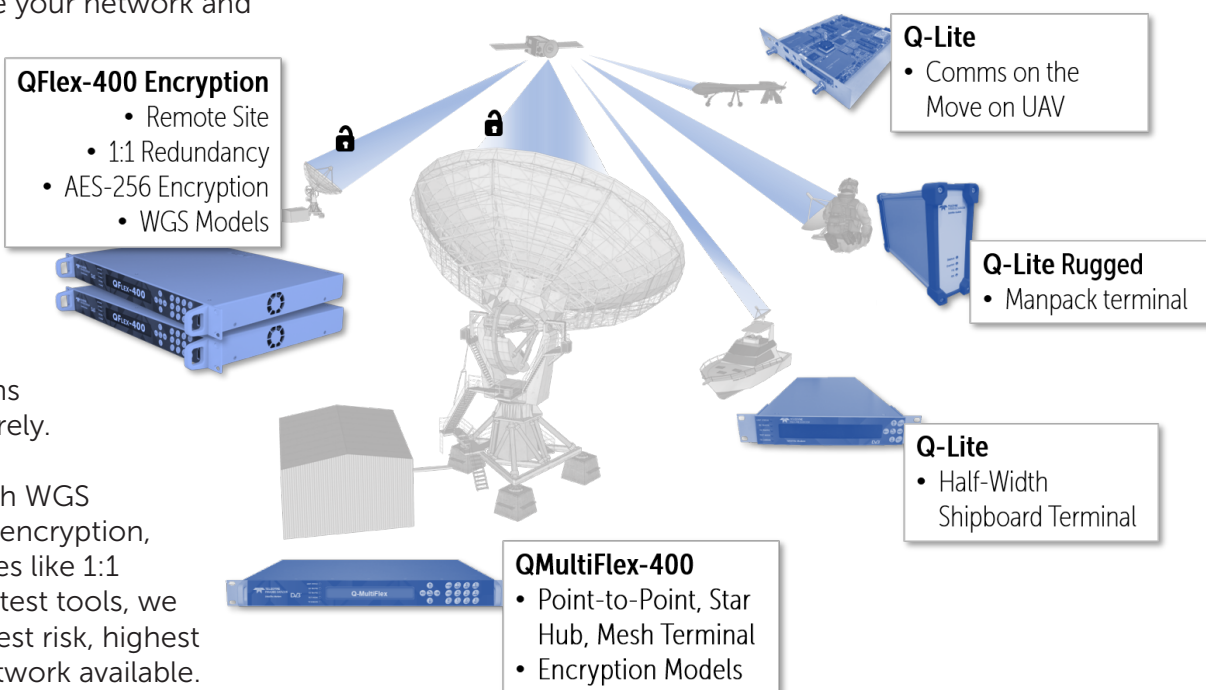 e your network and
QFlex-400 Encryption
• Remote Site
• 1:1 Redundancy
• AES-256 Encryption
• WGS Models
Q-Lite
• Comms on the
Move on UAV
Q-Lite Rugged
• Manpack terminal
QFLEX-400
QFLEX-400
ns
rely.
Q-Lite
• Half-Width
Shipboard Terminal
h WGS
encryption,
es like 1:1
test tools, we
est risk, highest
twork available.
Q-MultiFlex
QMultiFlex-400
• Point-to-Point, Star
Hub, Mesh Terminal
• Encryption Models